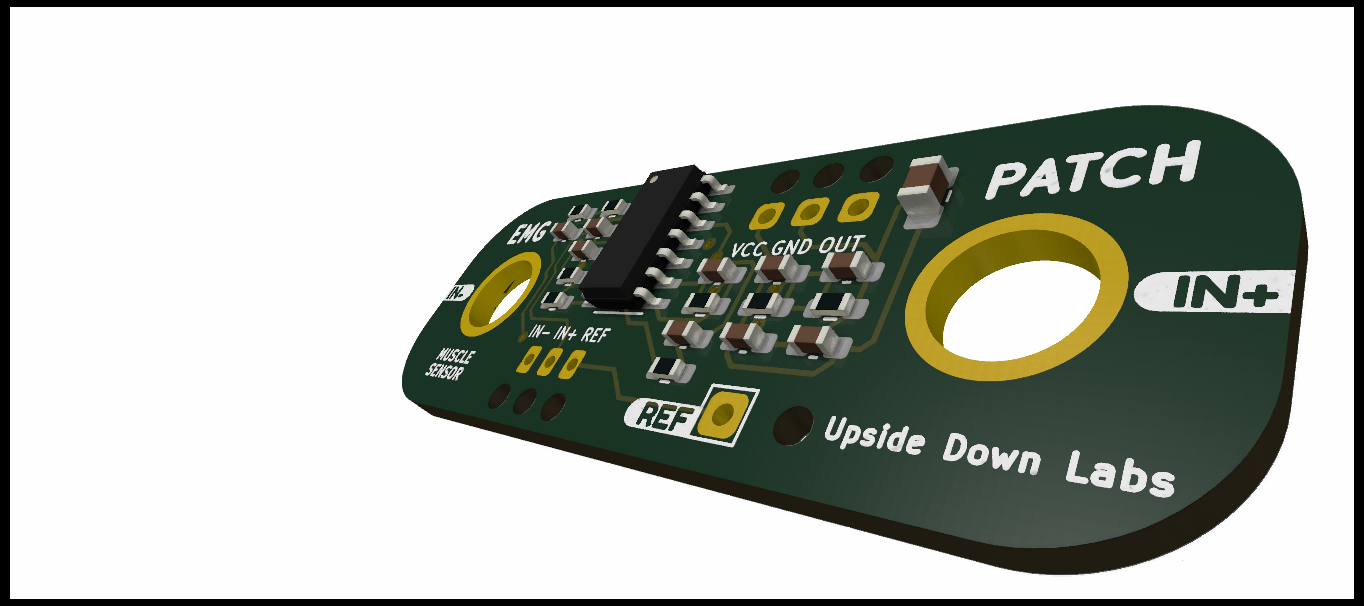 PATCH
EMG
VCC GND OUT
IN-
IN+
IN- IN+ REF
MUSCLE
SENSOR
REF
Upside Down Labs